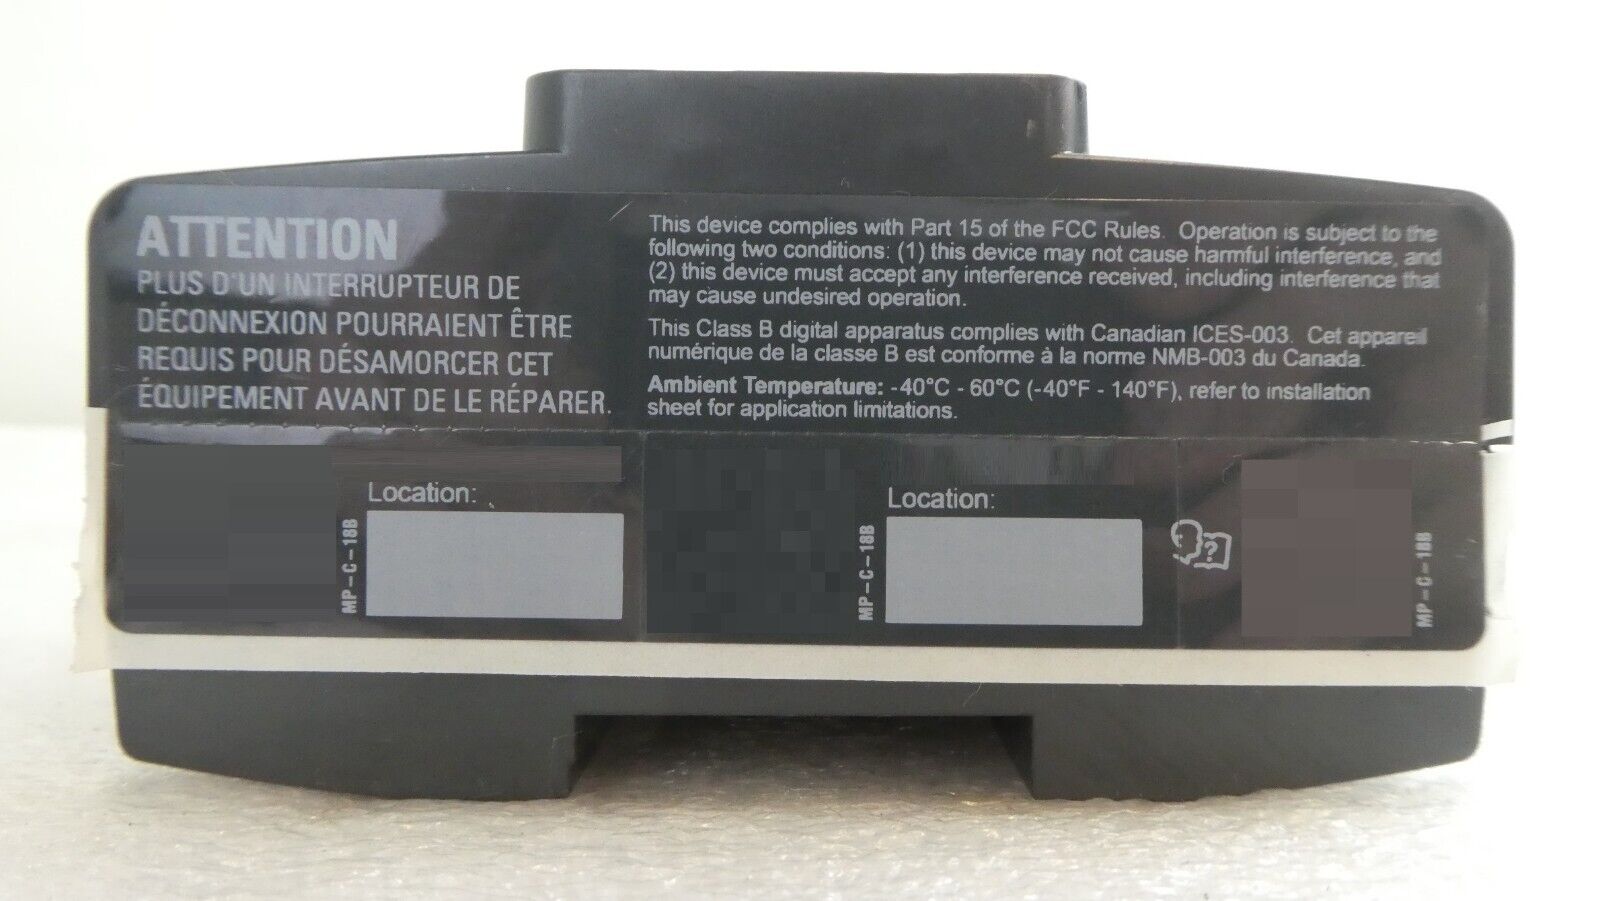 ATTENTION
PLUS D'UN INTERRUPTEUR DE
DÉCONNEXION POURRAIENT ÊTRE
REQUIS POUR DÉSAMORCER CET
ÉQUIPEMENT AVANT DE LE RÉPARER.
This device complies with Part 15 of the FCC Rules. Operation is subject to the
following two conditions: (1) this device may not cause harmful interference, and
(2) this device must accept any interference received, including interference that
may cause undesired operation.
This Class B digital apparatus complies with Canadian ICES-003. Cet appareil
numérique de la classe B est conforme à la norme NMB-003 du Canada.
Ambient Temperature: -40°C - 60°C (-40°F - 140°F), refer to installation
sheet for application limitations.
Location:
MP-C-18B
Location:
MP-C-18B
?
MP-C-18B